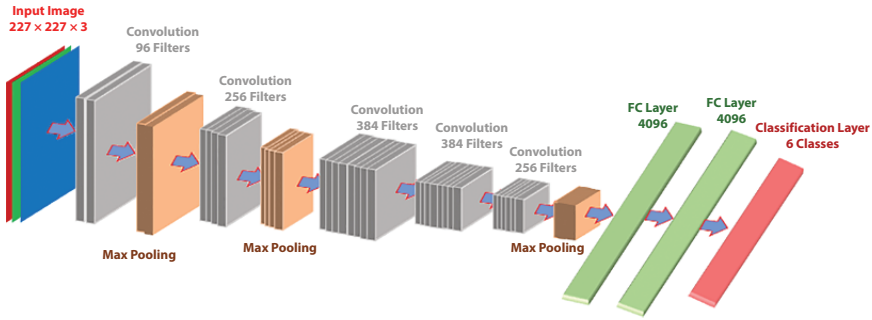 Input Image
227 × 227 × 3
Convolution
96 Filters
Max Pooling
Convolution
256 Filters
Max Pooling
Convolution
384 Filters
Convolution
384 Filters
Convolution
256 Filters
Max Pooling
FC Layer
4096
FC Layer
4096
Classification Layer
6 Classes